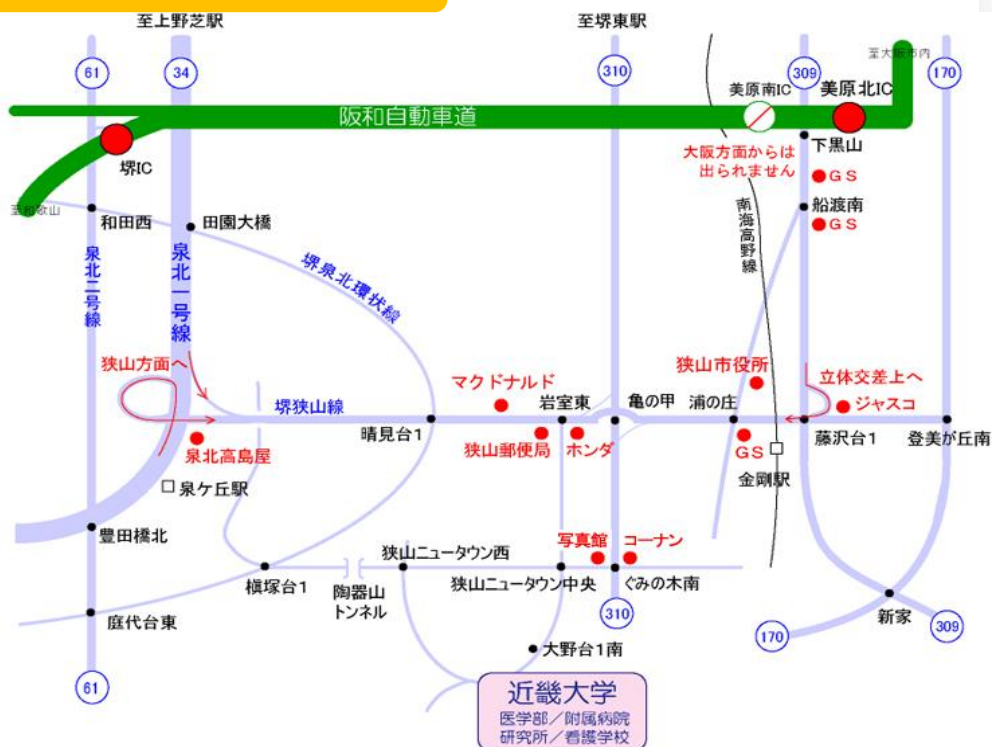 至上野芝駅
至堺東駅
61
34
310
309
170
至大阪市内
美原南IC
美原北IC
阪和自動車道
堺IC
大阪方面からは
出られません
下黒山
GS
至和歌山
和田西
田園大橋
船渡南
GS
南海高野線
泉北二号線
泉北一号線
堺泉北環状線
狭山方面へ
マクドナルド
狭山市役所
立体交差上へ
ジャスコ
堺狭山線
岩室東
亀の甲
浦の庄
晴見台1
藤沢台1
登美が丘南
泉北高島屋
狭山郵便局
ホンダ
GS
金剛駅
泉ケ丘駅
豊田橋北
写真館
コーナン
狭山ニュータウン西
槇塚台1
陶器山
トンネル
狭山ニュータウン中央
ぐみの木南
庭代台東
310
新家
170
309
大野台1南
61
近畿大学
医学部/附属病院
研究所/看護学校